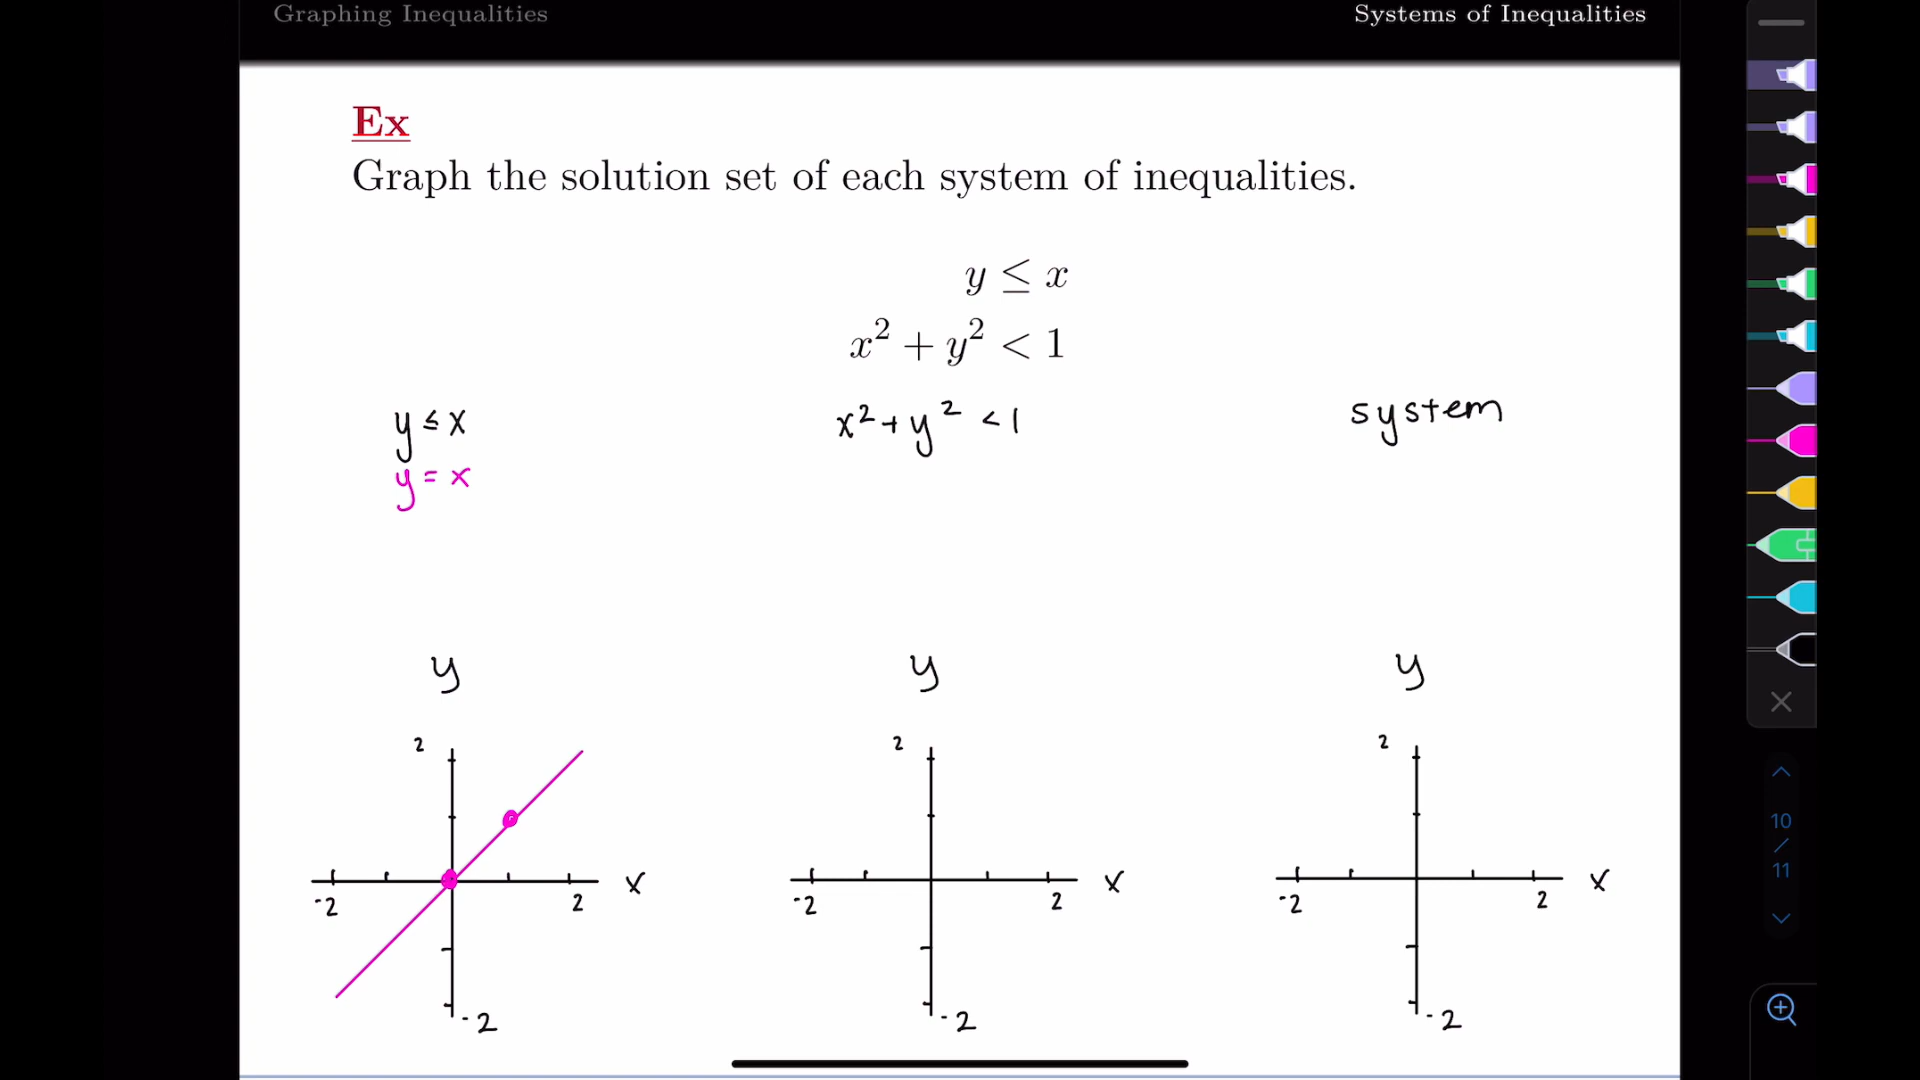 Graphing Inequalities Systems of Inequalities
Ex
Graph the solution set of each system of inequalities.
y ≤ x
x² + y² < 1
y ≤ x x² + y² < 1 system
y = x
y y y
2 2 2
x x x
-2 2 -2 2 -2 2
-2 -2 -2
10
/
11